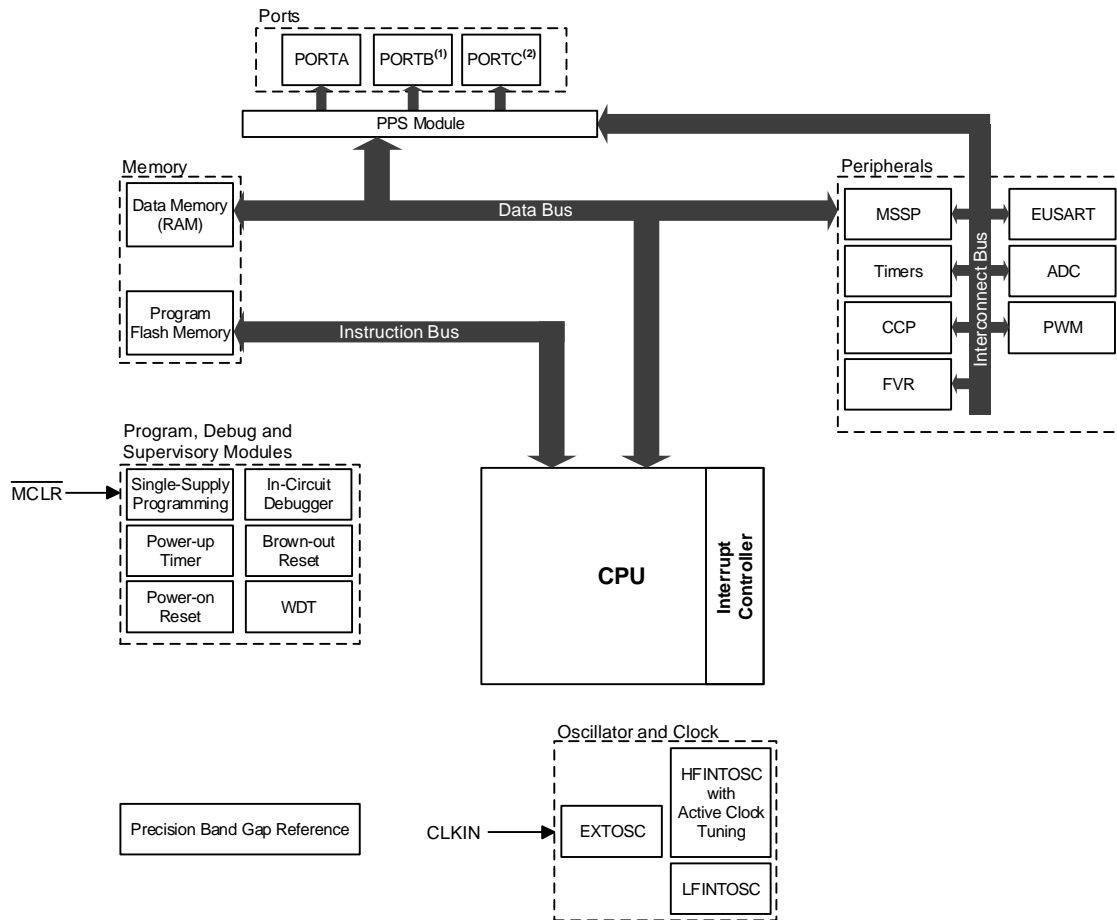 Ports
PORTA
PORTB(1)
PORTC(2)
PPS Module
Memory
Data Memory
(RAM)
Program
Flash Memory
Data Bus
Instruction Bus
Peripherals
MSSP
EUSART
Timers
ADC
CCP
PWM
FVR
Interconnect Bus
Program, Debug and
Supervisory Modules
MCLR
Single-Supply
Programming
In-Circuit
Debugger
Power-up
Timer
Brown-out
Reset
Power-on
Reset
WDT
CPU
Interrupt
Controller
Oscillator and Clock
HFINTOSC
with
Active Clock
Tuning
EXTOSC
LFINTOSC
CLKIN
Precision Band Gap Reference